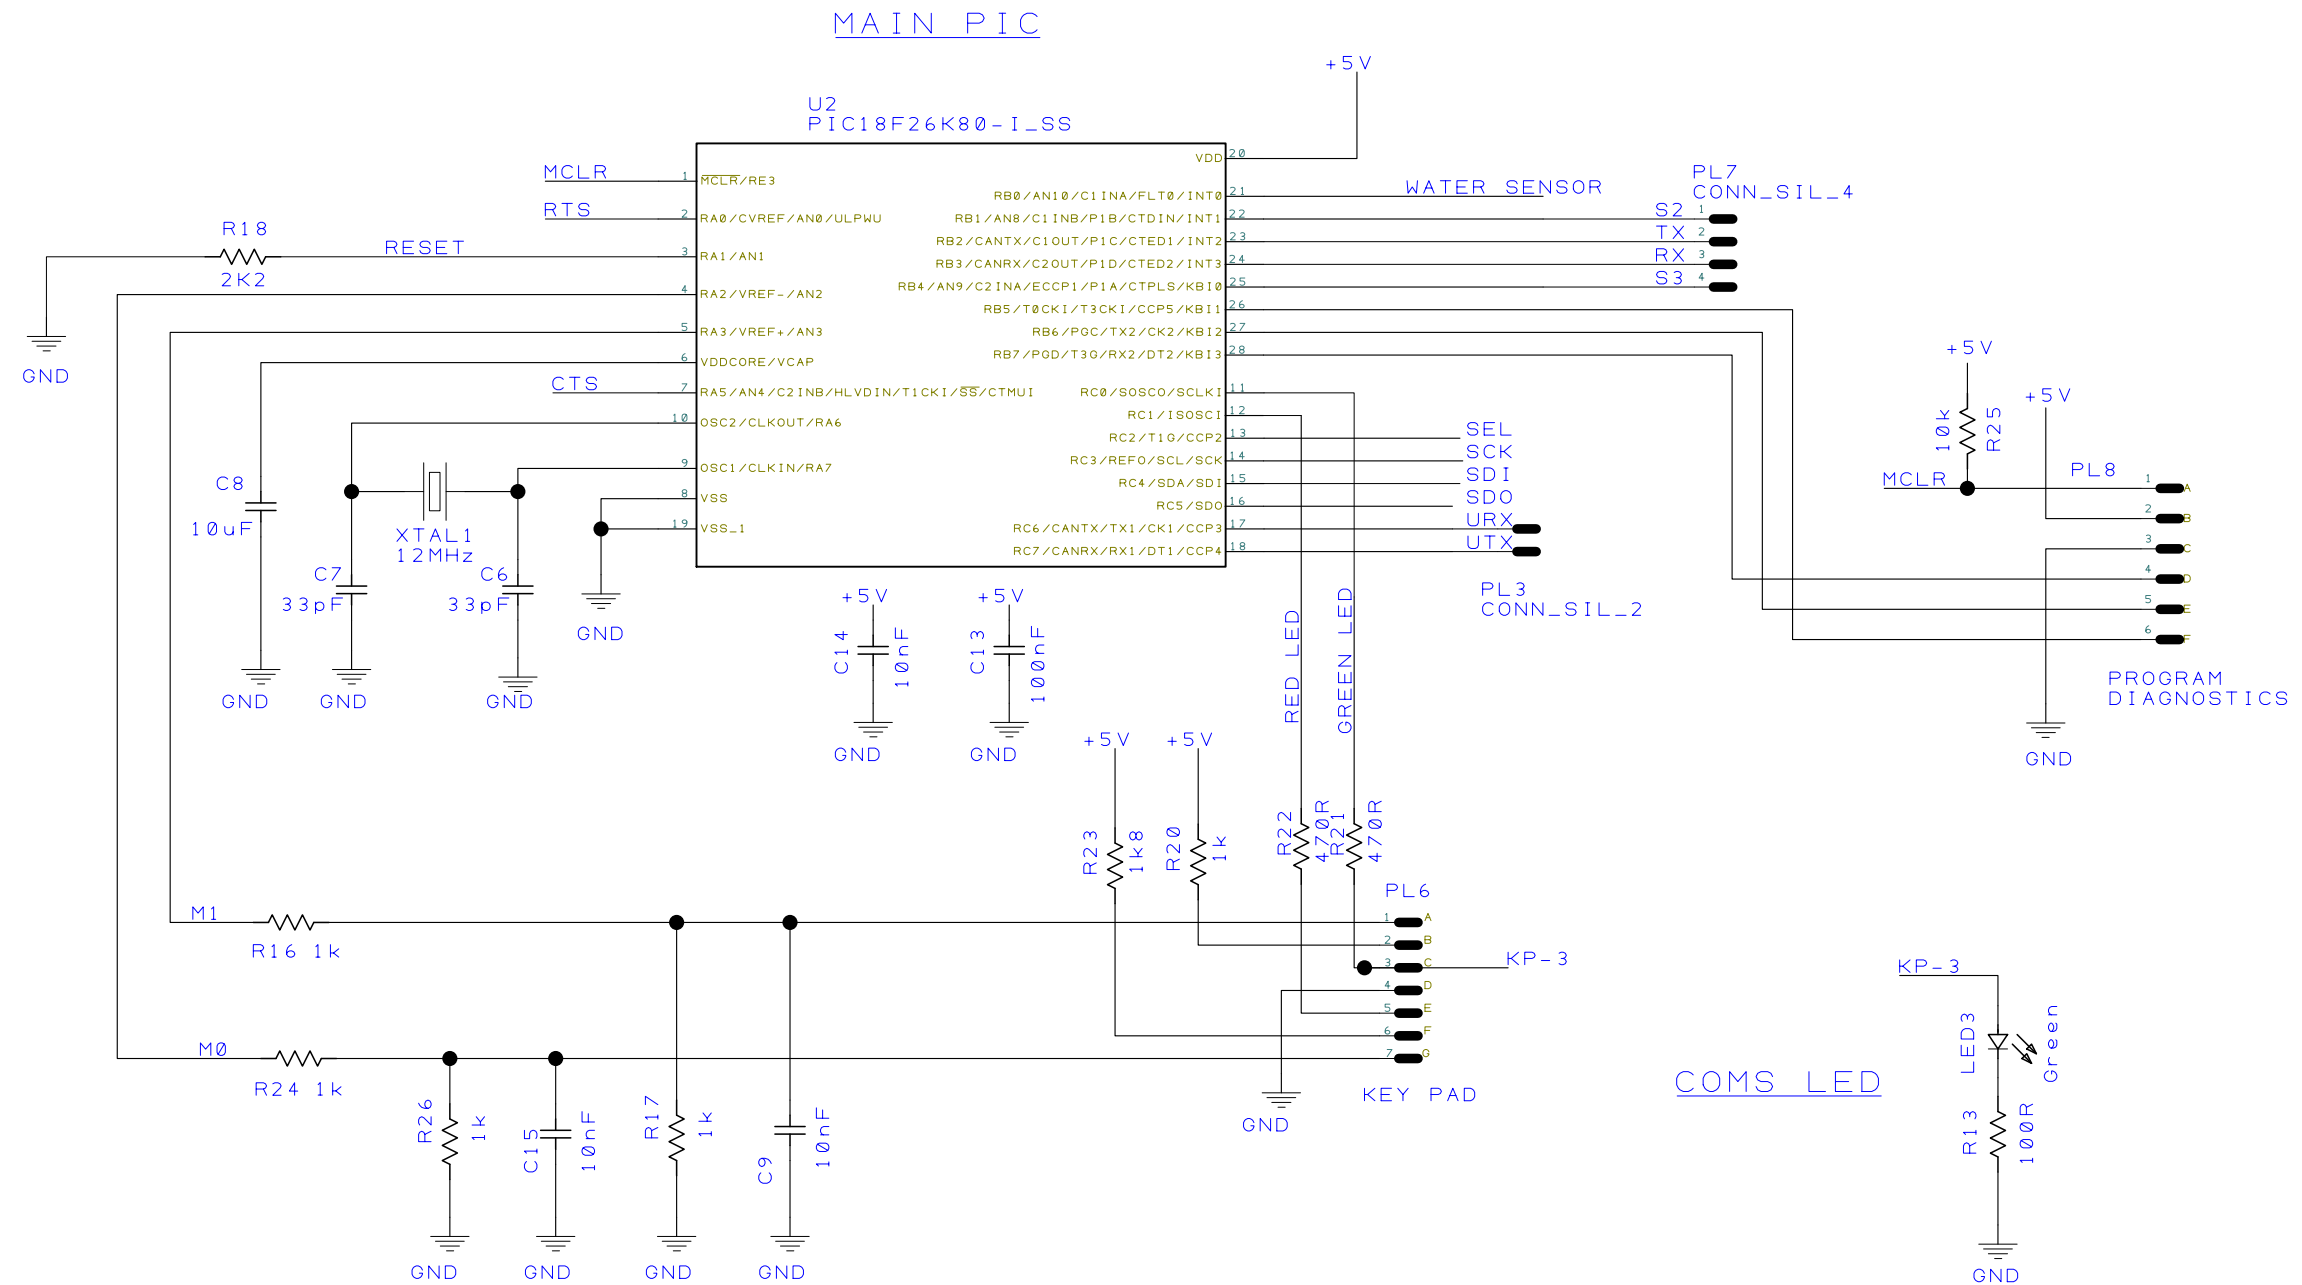 MAIN PIC
+5V
U2
PIC18F26K80-I_SS
MCLR
1
MCLR/RE3
RTS
2
RA0/CVREF/AN0/ULPWU
R18
2K2
RESET
3
RA1/AN1
GND
4
RA2/VREF-/AN2
5
RA3/VREF+/AN3
6
VDDCORE/VCAP
CTS
7
RA5/AN4/C2INB/HLVDIN/T1CKI/SS/CTMUI
10
OSC2/CLKOUT/RA6
9
OSC1/CLKIN/RA7
8
VSS
19
VSS_1
VDD
20
RB0/AN10/C1INA/FLT0/INT0
21
WATER SENSOR
RB1/AN8/C1INB/P1B/CTDIN/INT1
22
RB2/CANTX/C1OUT/P1C/CTED1/INT2
23
RB3/CANRX/C2OUT/P1D/CTED2/INT3
24
RB4/AN9/C2INA/ECCP1/P1A/CTPLS/KBI0
25
RB5/T0CKI/T3CKI/CCP5/KBI1
26
RB6/PGC/TX2/CK2/KBI2
27
RB7/PGD/T3G/RX2/DT2/KBI3
28
RC0/SOSCO/SCLKI
11
RC1/ISOSCI
12
RC2/T1G/CCP2
13
SEL
RC3/REFO/SCL/SCK
14
SCK
RC4/SDA/SDI
15
SDI
RC5/SDO
16
SDO
RC6/CANTX/TX1/CK1/CCP3
17
URX
RC7/CANRX/RX1/DT1/CCP4
18
UTX
PL3
CONN_SIL_2
PL7
CONN_SIL_4
S2
1
TX
2
RX
3
S3
4
+5V
10k
R25
+5V
MCLR
PL8
1
A
2
B
3
C
4
D
5
E
6
F
PROGRAM
DIAGNOSTICS
GND
C8
10uF
GND
C7
33pF
GND
XTAL1
12MHz
C6
33pF
GND
GND
+5V
C14
10nF
GND
+5V
C13
100nF
GND
RED LED
GREEN LED
+5V
R23
1k8
+5V
R20
1k
R22
470R
R21
470R
PL6
1
A
2
B
3
C
KP-3
4
D
5
E
6
F
7
G
KEY PAD
GND
M1
R16 1k
M0
R24 1k
R26
1k
GND
C15
10nF
GND
R17
1k
GND
C9
10nF
GND
COMS LED
KP-3
LED3
Green
R13
100R
GND